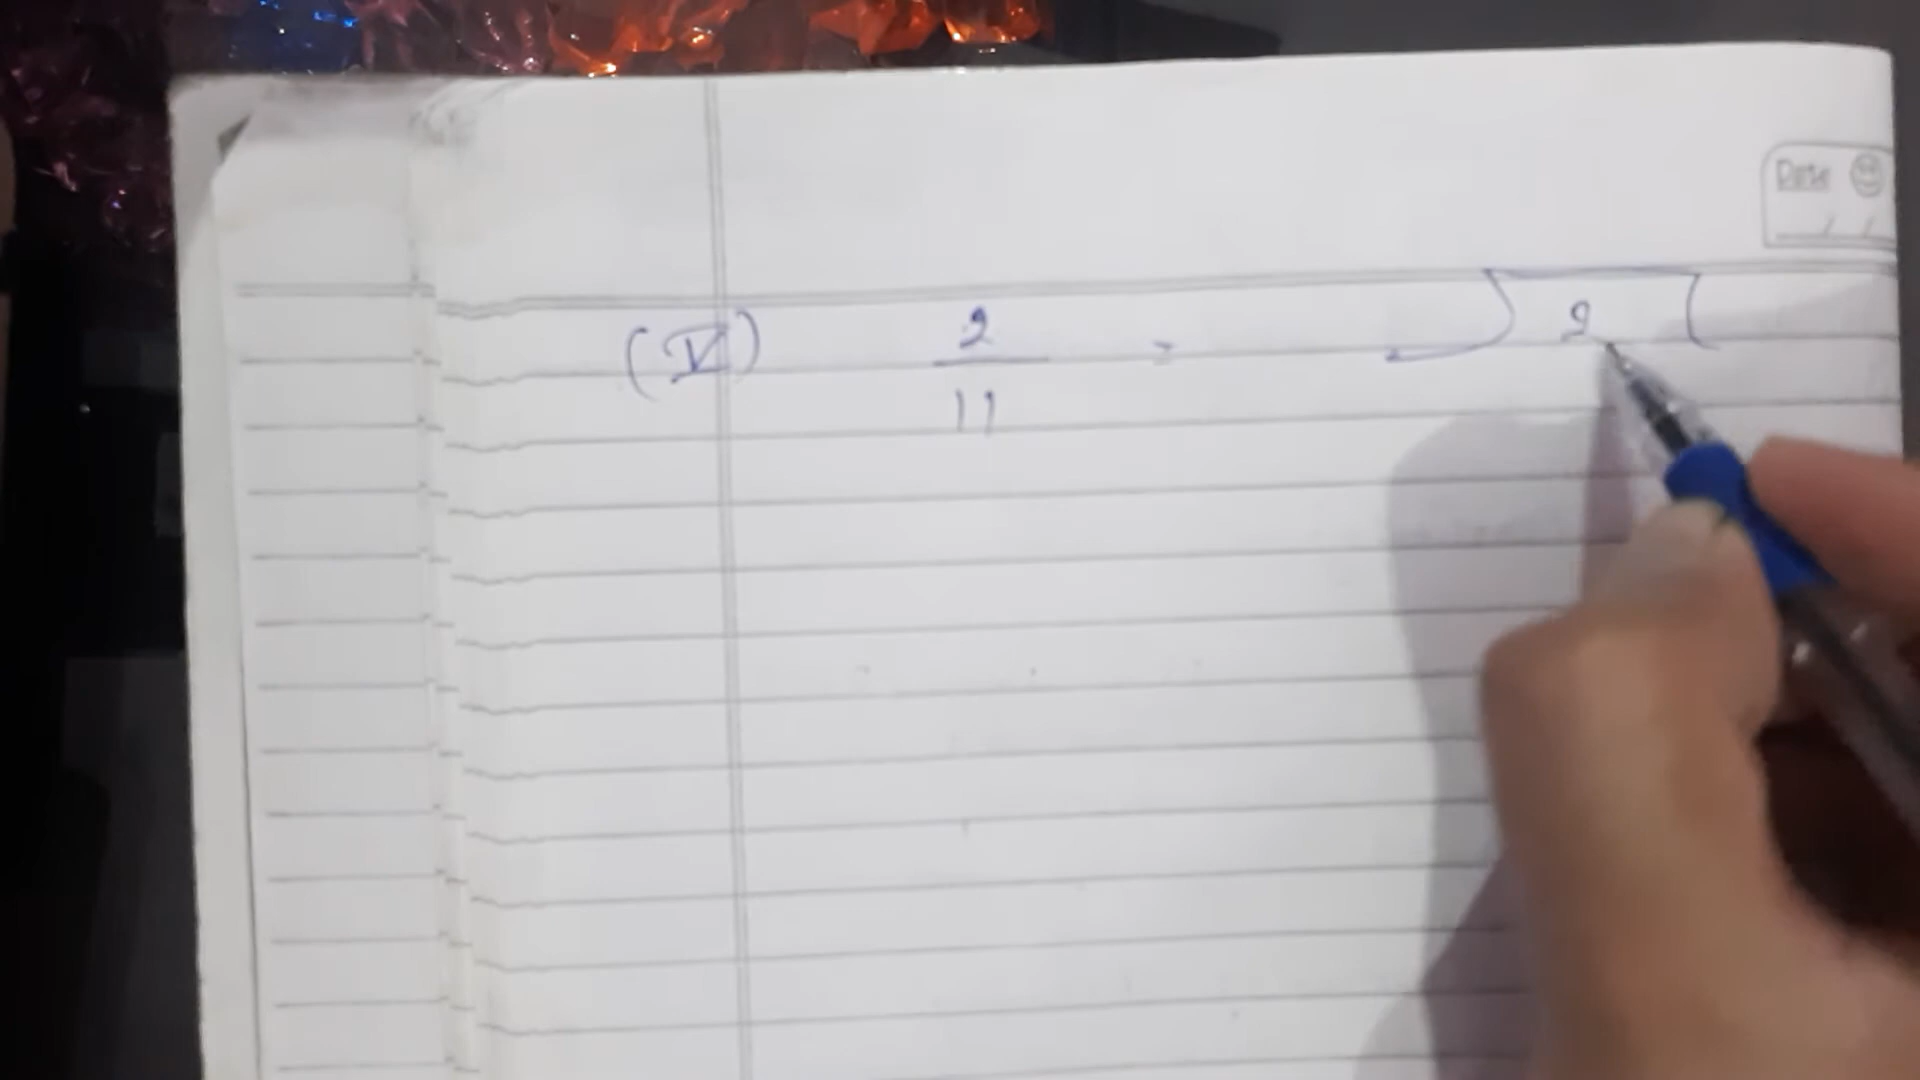 Date
(V) 2/11 = 2